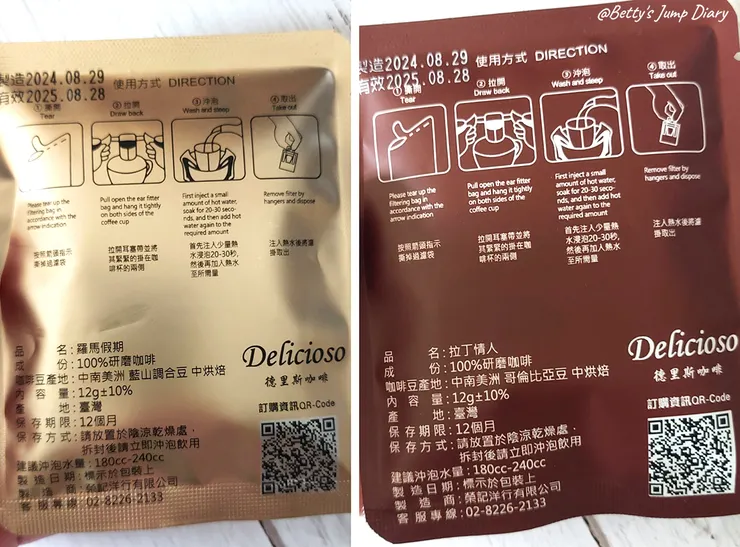 製造2024.08.29
有效2025.08.28
使用方式 DIRECTION
①撕開
Tear
②拉開
Draw back
③沖泡
Wash and steep
④取出
Take out
Please tear up the
filtering bag in
accordance with the
arrow indication
Pull open the ear fitter
bag and hang it tightly
on both sides of the
coffee cup
First inject a small
amount of hot water,
soak for 20-30 seco-
nds, and then add hot
water again to the
required amount
Remove filter by
hangers and dispose
按照箭頭指示
撕掉過濾袋
拉開耳塞帶並將
其緊緊的掛在咖
啡杯的兩側
首先注入少量熱
水浸泡20-30秒,
然後再加入熱水
至所需量
注入熱水後將濾
掛取出
品名:羅馬假期
成份:100%研磨咖啡
咖啡豆產地:中南美洲 藍山調合豆 中烘焙
內容量:12g±10%
產地:臺灣
保存期限:12個月
保存方式:請放置於陰涼乾燥處、
拆封後請立即沖泡飲用
建議沖泡水量:180cc-240cc
製造日期:標示於包裝上
製造商:榮記洋行有限公司
客服專線:02-8226-2133
Delicioso
德里斯咖啡
訂購資訊QR-Code
@Betty's Jump Diary
製造2024.08.29
有效2025.08.28
使用方式 DIRECTION
①撕開
Tear
②拉開
Draw back
③沖泡
Wash and steep
④取出
Take out
Please tear up the
filtering bag in
accordance with the
arrow indication
Pull open the ear fitter
bag and hang it tightly
on both sides of the
coffee cup
First inject a small
amount of hot water,
soak for 20-30 seco-
nds, and then add hot
water again to the
required amount
Remove filter by
hangers and dispose
按照箭頭指示
撕掉過濾袋
拉開耳塞帶並將
其緊緊的掛在咖
啡杯的兩側
首先注入少量熱
水浸泡20-30秒,
然後再加入熱水
至所需量
注入熱水後將濾
掛取出
品名:拉丁情人
成份:100%研磨咖啡
咖啡豆產地:中南美洲 哥倫比亞豆 中烘焙
內容量:12g±10%
產地:臺灣
保存期限:12個月
保存方式:請放置於陰涼乾燥處、
拆封後請立即沖泡飲用
建議沖泡水量:180cc-240cc
製造日期:標示於包裝上
製造商:榮記洋行有限公司
客服專線:02-8226-2133
Delicioso
德里斯咖啡
訂購資訊QR-Code